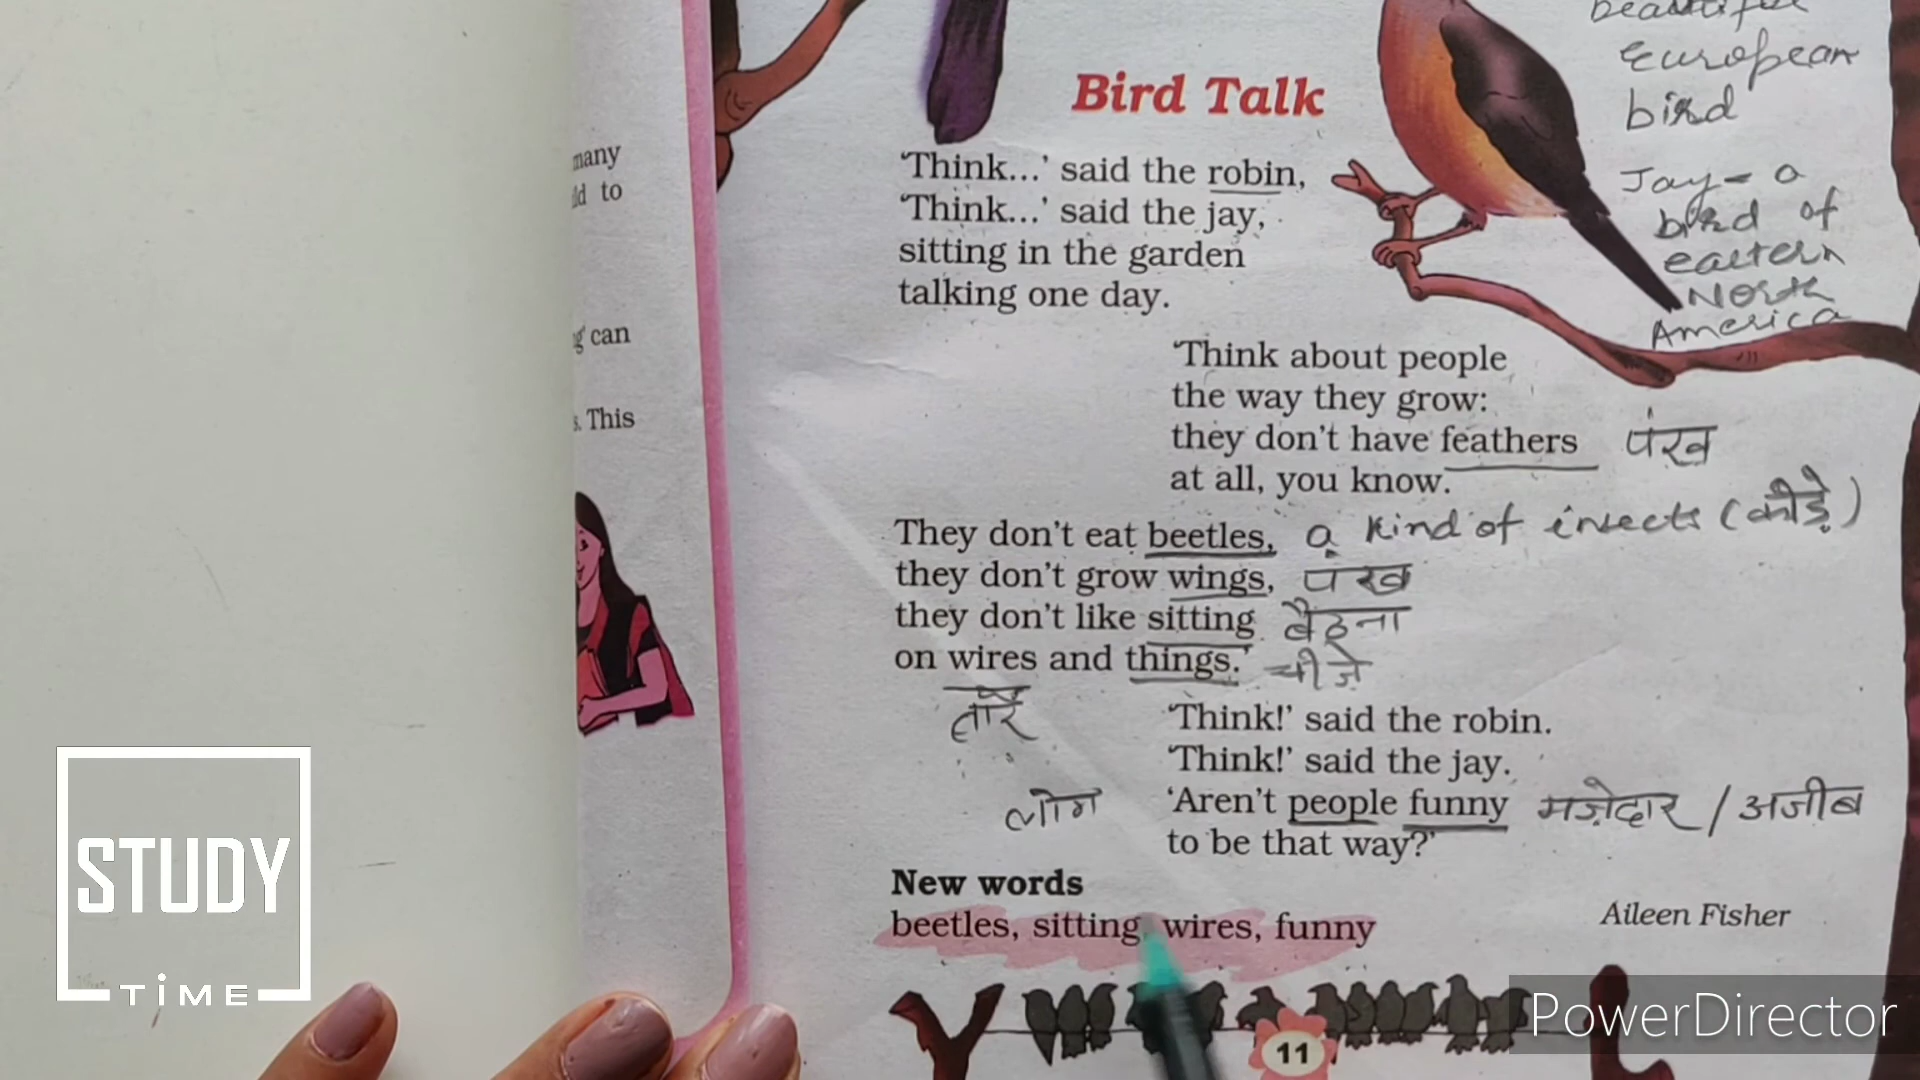 many
ld to
g' can
s. This
Bird Talk
beautiful
European
bird
Jay - a
bird of
eastern
North
America
‘Think...’ said the robin,
‘Think...’ said the jay,
sitting in the garden
talking one day.
‘Think about people
the way they grow:
they don’t have feathers पंख
at all, you know.
They don’t eat beetles, a kind of insects (कीड़े)
they don’t grow wings, पंख
they don’t like sitting बैठना
on wires and things.’ चीजे
तारें
‘Think!’ said the robin.
‘Think!’ said the jay.
लोग ‘Aren’t people funny मज़ेदार / अजीब
to be that way?’
New words
beetles, sitting, wires, funny
Aileen Fisher
11
STUDY
TiME
PowerDirector